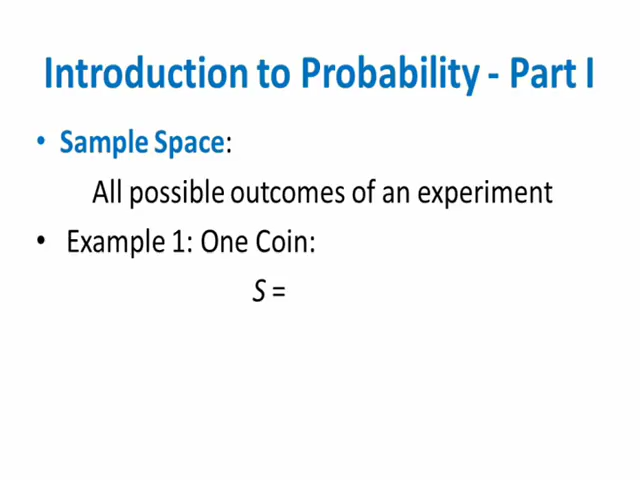 Introduction to Probability - Part I
• Sample Space:
All possible outcomes of an experiment
• Example 1: One Coin:
S =